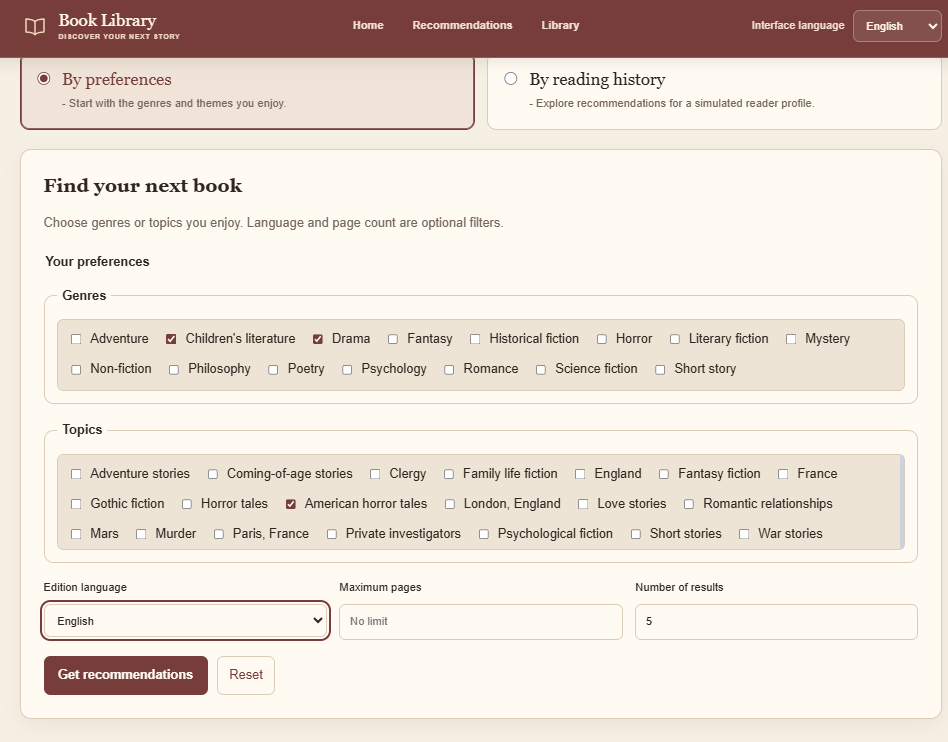 Book Library
DISCOVER YOUR NEXT STORY
Home Recommendations Library
Interface language English
By preferences
- Start with the genres and themes you enjoy.
By reading history
- Explore recommendations for a simulated reader profile.
Find your next book
Choose genres or topics you enjoy. Language and page count are optional filters.
Your preferences
Genres
Adventure Children's literature Drama Fantasy Historical fiction Horror Literary fiction Mystery
Non-fiction Philosophy Poetry Psychology Romance Science fiction Short story
Topics
Adventure stories Coming-of-age stories Clergy Family life fiction England Fantasy fiction France
Gothic fiction Horror tales American horror tales London, England Love stories Romantic relationships
Mars Murder Paris, France Private investigators Psychological fiction Short stories War stories
Edition language Maximum pages Number of results
English No limit 5
Get recommendations Reset